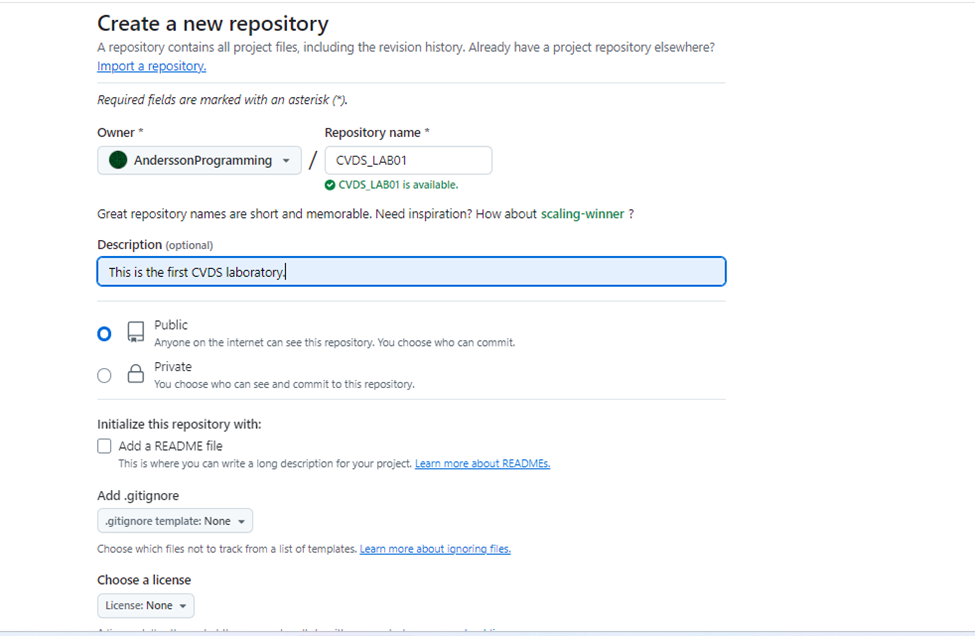 Create a new repository
A repository contains all project files, including the revision history. Already have a project repository elsewhere?
Import a repository.
Required fields are marked with an asterisk (*).
Owner *
Repository name *
AnderssonProgramming / CVDS_LAB01
CVDS_LAB01 is available.
Great repository names are short and memorable. Need inspiration? How about scaling-winner ?
Description (optional)
This is the first CVDS laboratory.
Public
Anyone on the internet can see this repository. You choose who can commit.
Private
You choose who can see and commit to this repository.
Initialize this repository with:
Add a README file
This is where you can write a long description for your project. Learn more about READMEs.
Add .gitignore
.gitignore template: None
Choose which files not to track from a list of templates. Learn more about ignoring files.
Choose a license
License: None